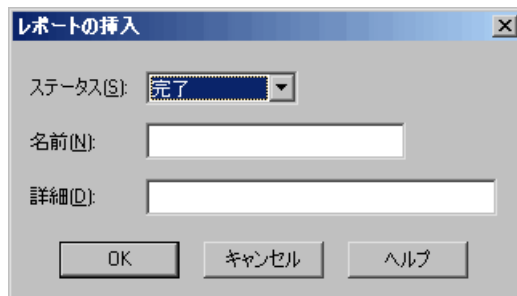 レポートの挿入
ステータス(S): 完了
名前(N):
詳細(D):
OK キャンセル ヘルプ